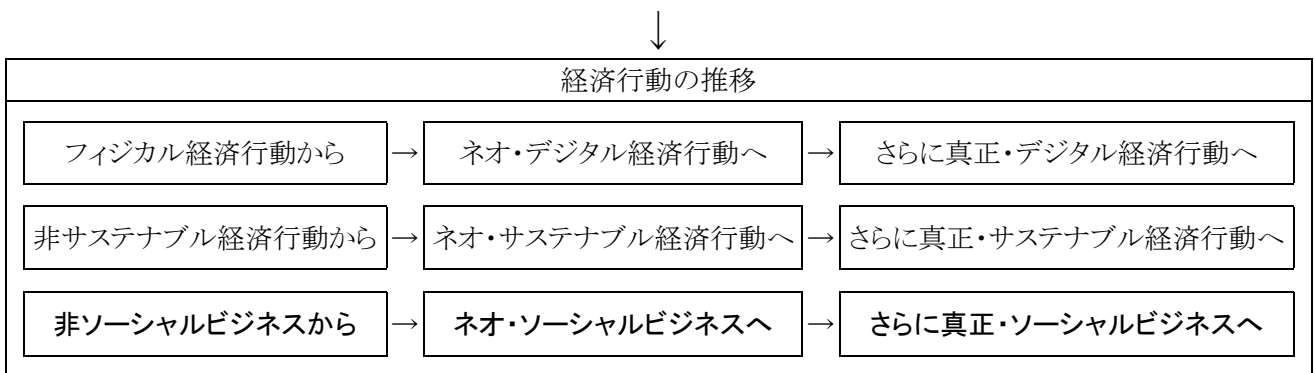 ↓
経済行動の推移
フィジカル経済行動から → ネオ・デジタル経済行動へ → さらに真正・デジタル経済行動へ
非サステナブル経済行動から → ネオ・サステナブル経済行動へ → さらに真正・サステナブル経済行動へ
非ソーシャルビジネスから → ネオ・ソーシャルビジネスへ → さらに真正・ソーシャルビジネスへ